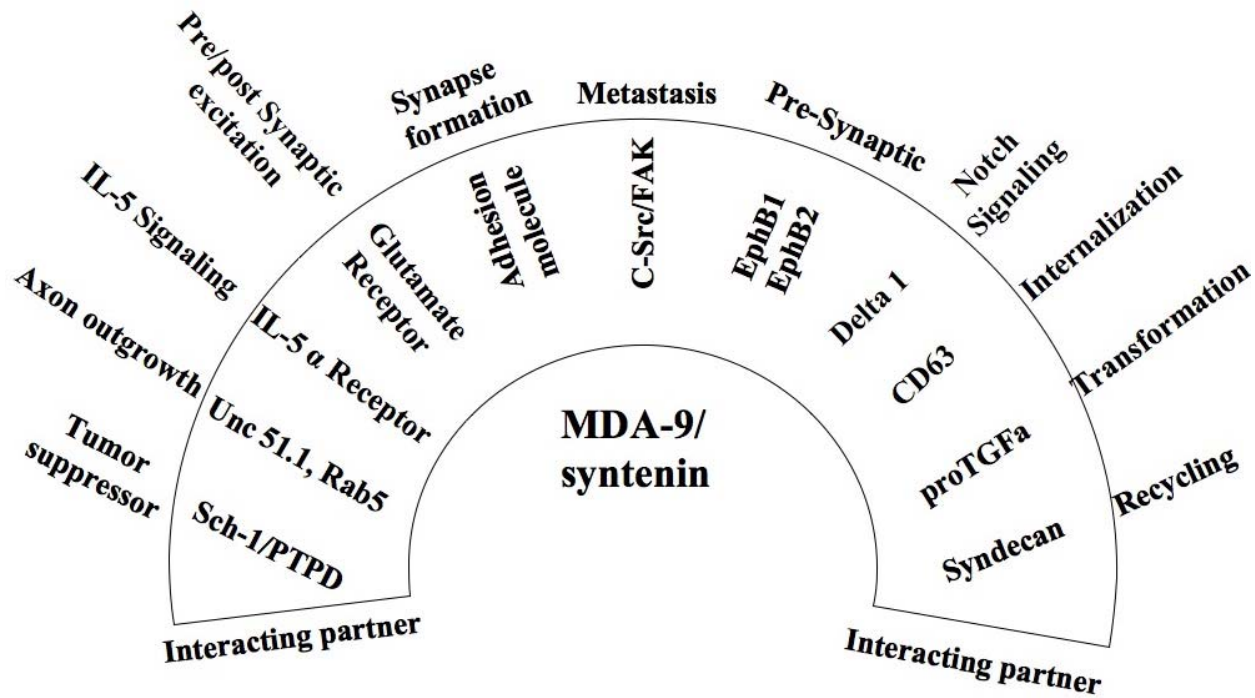 Pre/post Synaptic
excitation
Synapse
formation
Metastasis
Pre-Synaptic
Notch
Signaling
IL-5 Signaling
Internalization
Axon outgrowth
Transformation
Tumor
suppressor
Recycling
Sch-1/PTPD
Unc 51.1, Rab5
IL-5 α Receptor
Glutamate
Receptor
Adhesion
molecule
C-Src/FAK
EphB1
EphB2
Delta 1
CD63
proTGFa
Syndecan
MDA-9/
syntenin
Interacting partner
Interacting partner